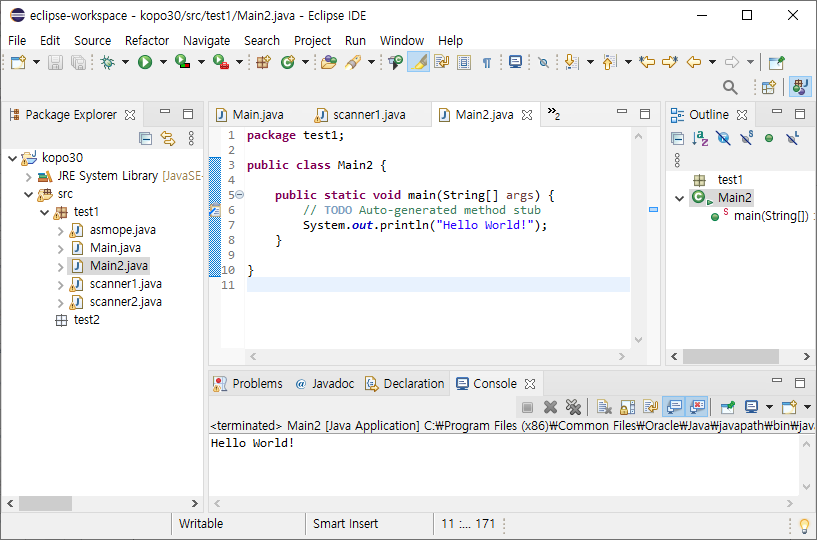 eclipse-workspace - kopo30/src/test1/Main2.java - Eclipse IDE
File Edit Source Refactor Navigate Search Project Run Window Help
Package Explorer
kopo30
JRE System Library [JavaSE-
src
test1
asmope.java
Main.java
Main2.java
scanner1.java
scanner2.java
test2
Main.java scanner1.java Main2.java »2
1 package test1;
2
3 public class Main2 {
4
5 public static void main(String[] args) {
6 // TODO Auto-generated method stub
7 System.out.println("Hello World!");
8 }
9
10 }
11
Outline
test1
Main2
main(String[]) :
Problems @ Javadoc Declaration Console
<terminated> Main2 [Java Application] C:₩Program Files (x86)₩Common Files₩Oracle₩Java₩javapath₩bin₩jav
Hello World!
Writable Smart Insert 11 :... 171